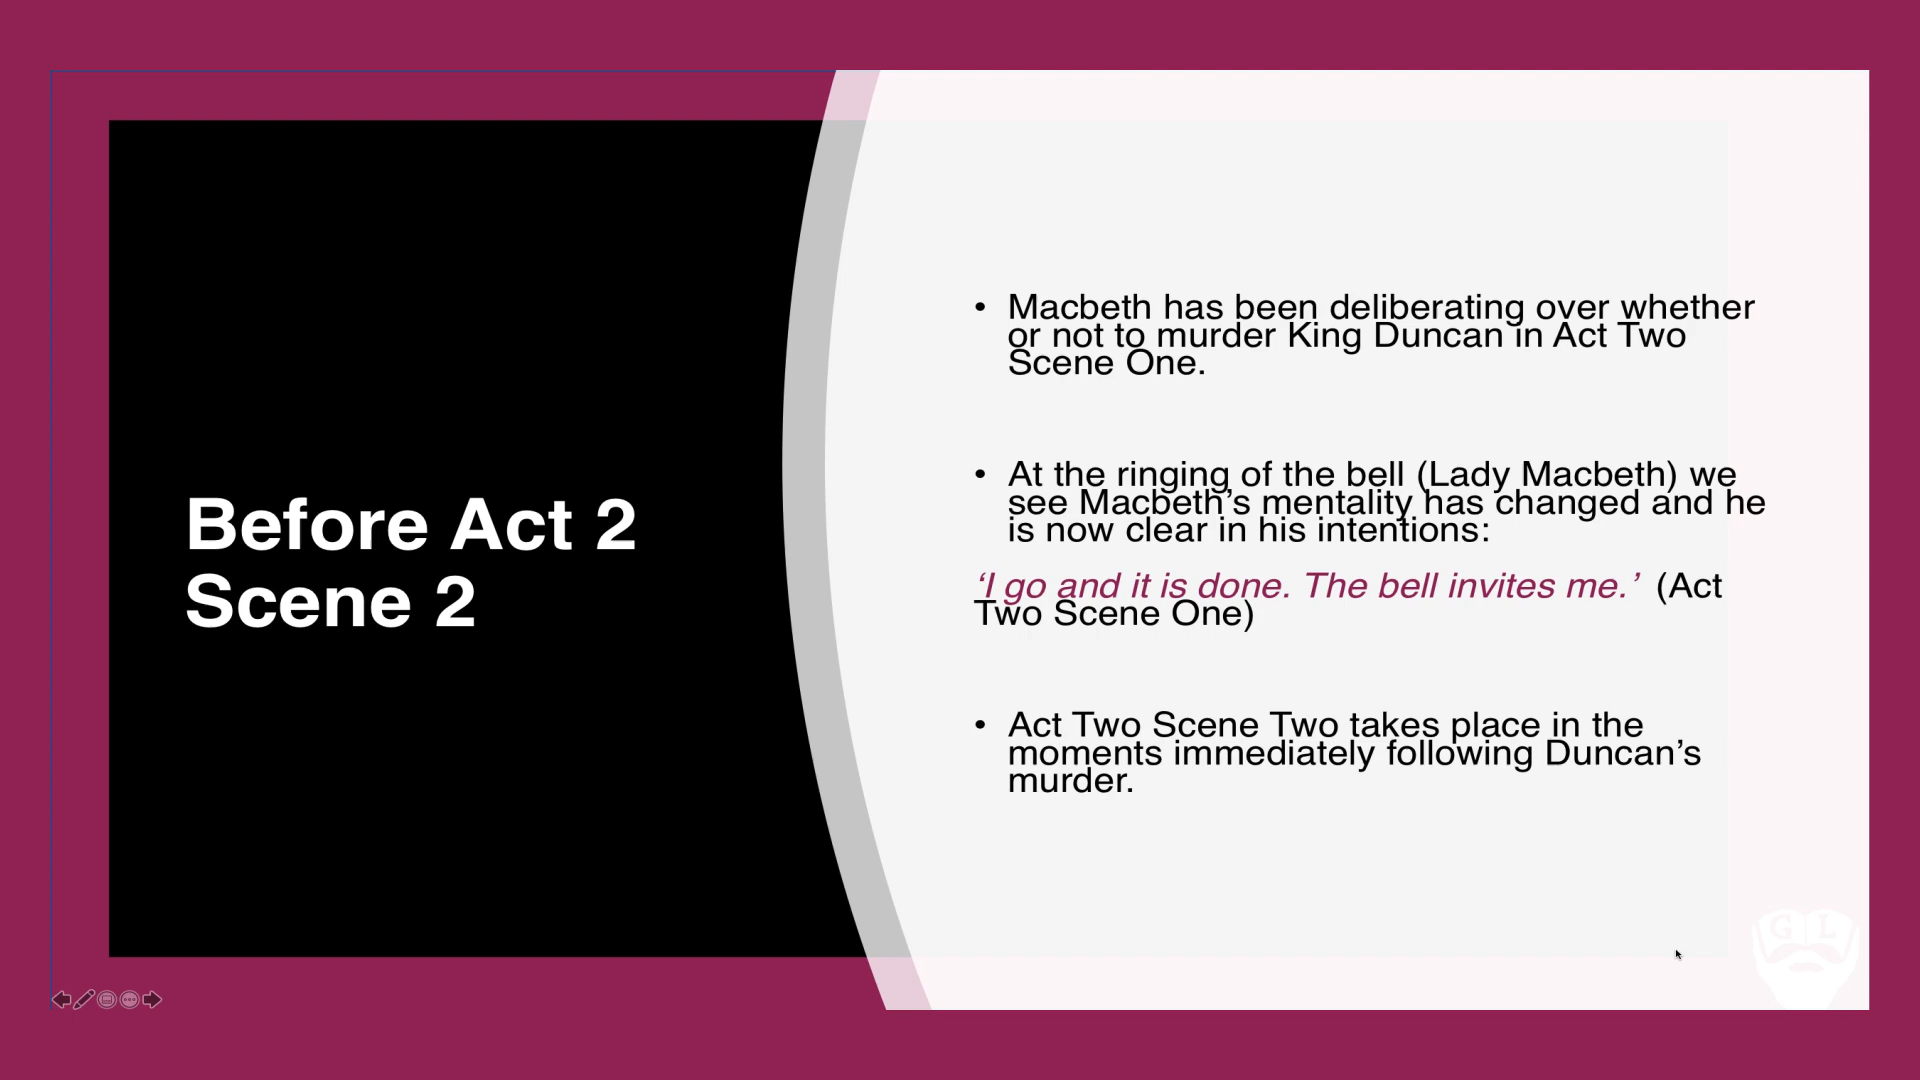 Before Act 2
Scene 2
• Macbeth has been deliberating over whether
or not to murder King Duncan in Act Two
Scene One.
• At the ringing of the bell (Lady Macbeth) we
see Macbeth’s mentality has changed and he
is now clear in his intentions:
‘I go and it is done. The bell invites me.’ (Act
Two Scene One)
• Act Two Scene Two takes place in the
moments immediately following Duncan’s
murder.
G L